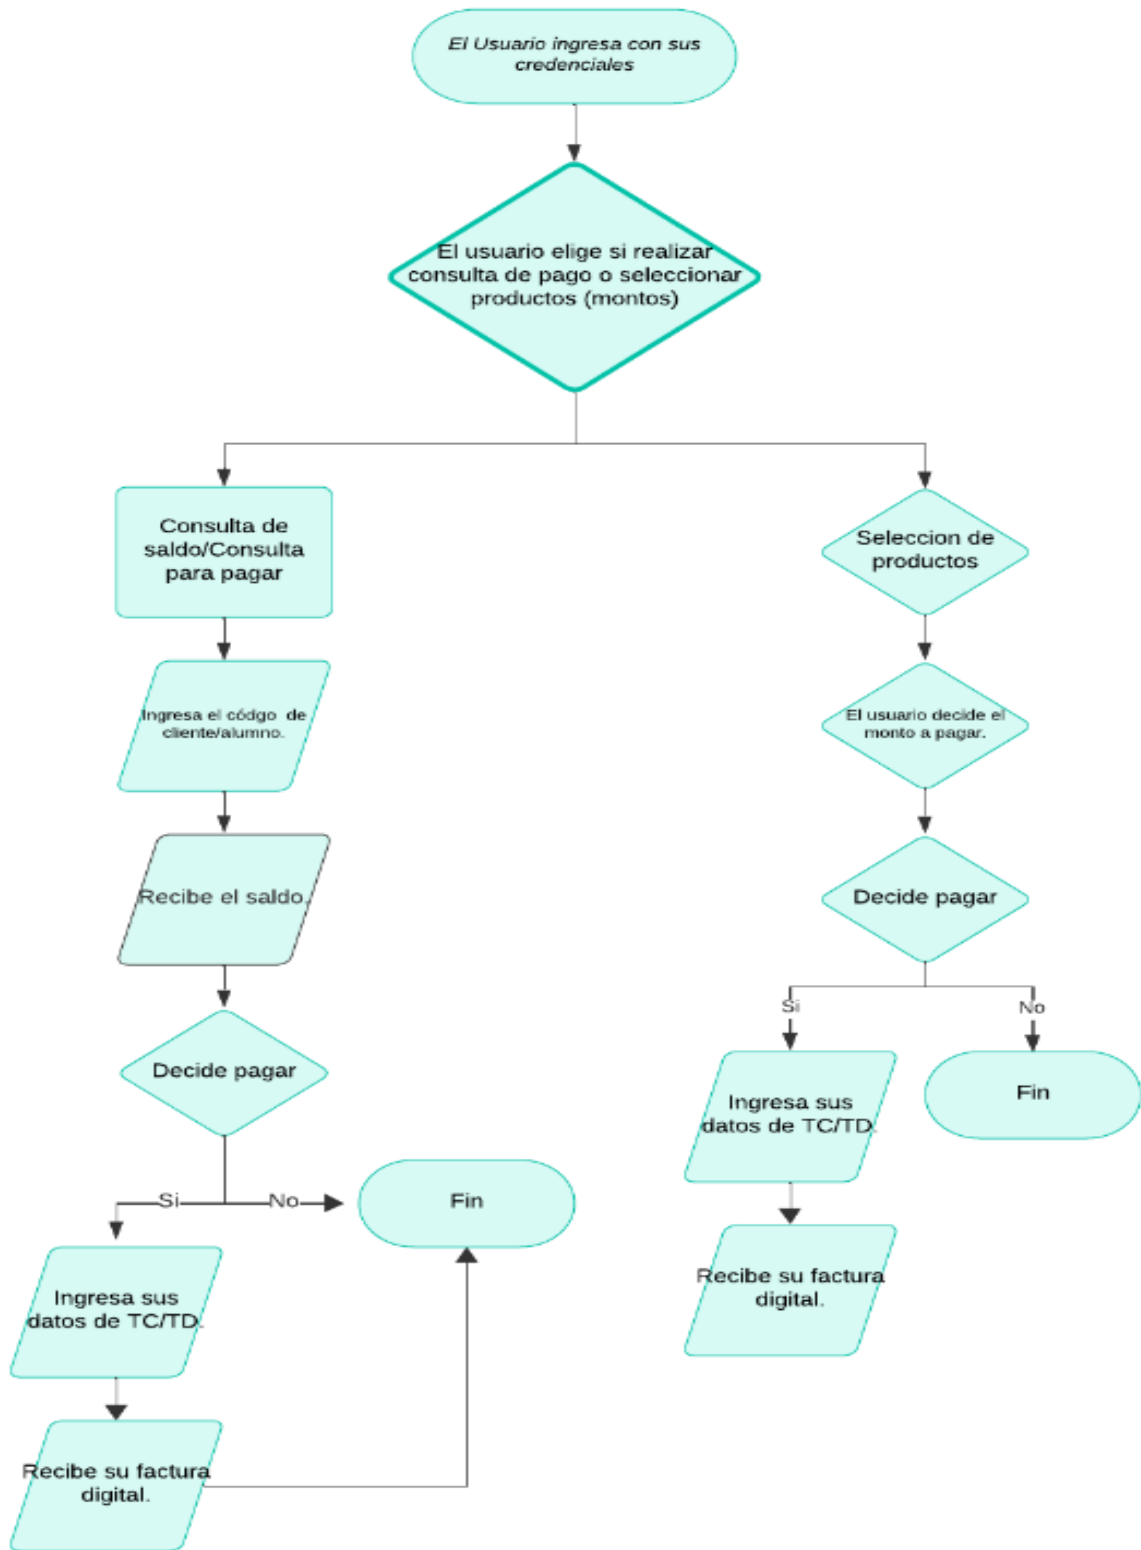 El Usuario ingresa con sus
credenciales
El usuario elige si realizar
consulta de pago o seleccionar
productos (montos)
Consulta de
saldo/Consulta
para pagar
Ingresa el códgo de
cliente/alumno.
Recibe el saldo.
Decide pagar
Si
No
Fin
Ingresa sus
datos de TC/TD.
Recibe su factura
digital.
Seleccion de
productos
El usuario decide el
monto a pagar.
Decide pagar
Si
No
Ingresa sus
datos de TC/TD.
Fin
Recibe su factura
digital.